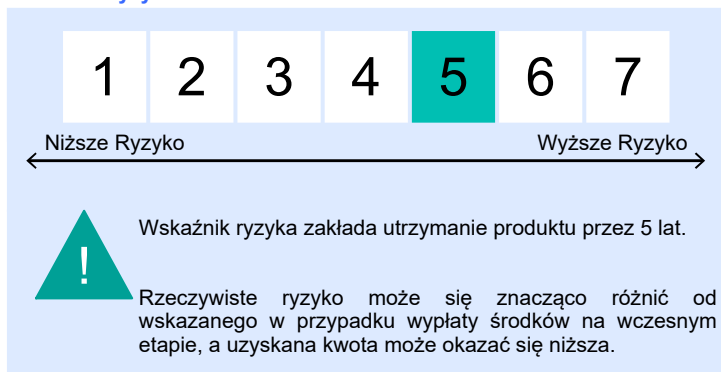 1 2 3 4 5 6 7
Niższe Ryzyko Wyższe Ryzyko
!
Wskaźnik ryzyka zakłada utrzymanie produktu przez 5 lat.
Rzeczywiste ryzyko może się znacząco różnić od
wskazanego w przypadku wypłaty środków na wczesnym
etapie, a uzyskana kwota może okazać się niższa.